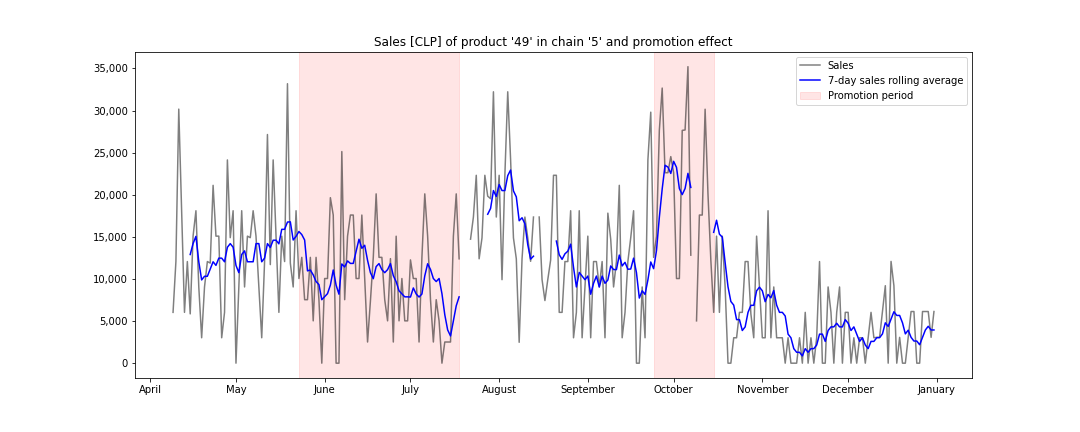 Sales [CLP] of product '49' in chain '5' and promotion effect
Sales
7-day sales rolling average
Promotion period
35,000
30,000
25,000
20,000
15,000
10,000
5,000
0
April May June July August September October November December January